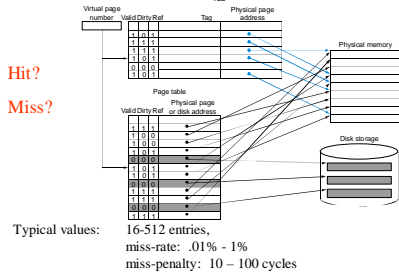 Virtual page
number
Valid Dirty Ref
Tag
Physical page
address
Physical memory
Hit?
Miss?
Page table
Physical page
Valid Dirty Ref or disk address
Disk storage
Typical values: 16-512 entries,
miss-rate: .01% - 1%
miss-penalty: 10 – 100 cycles